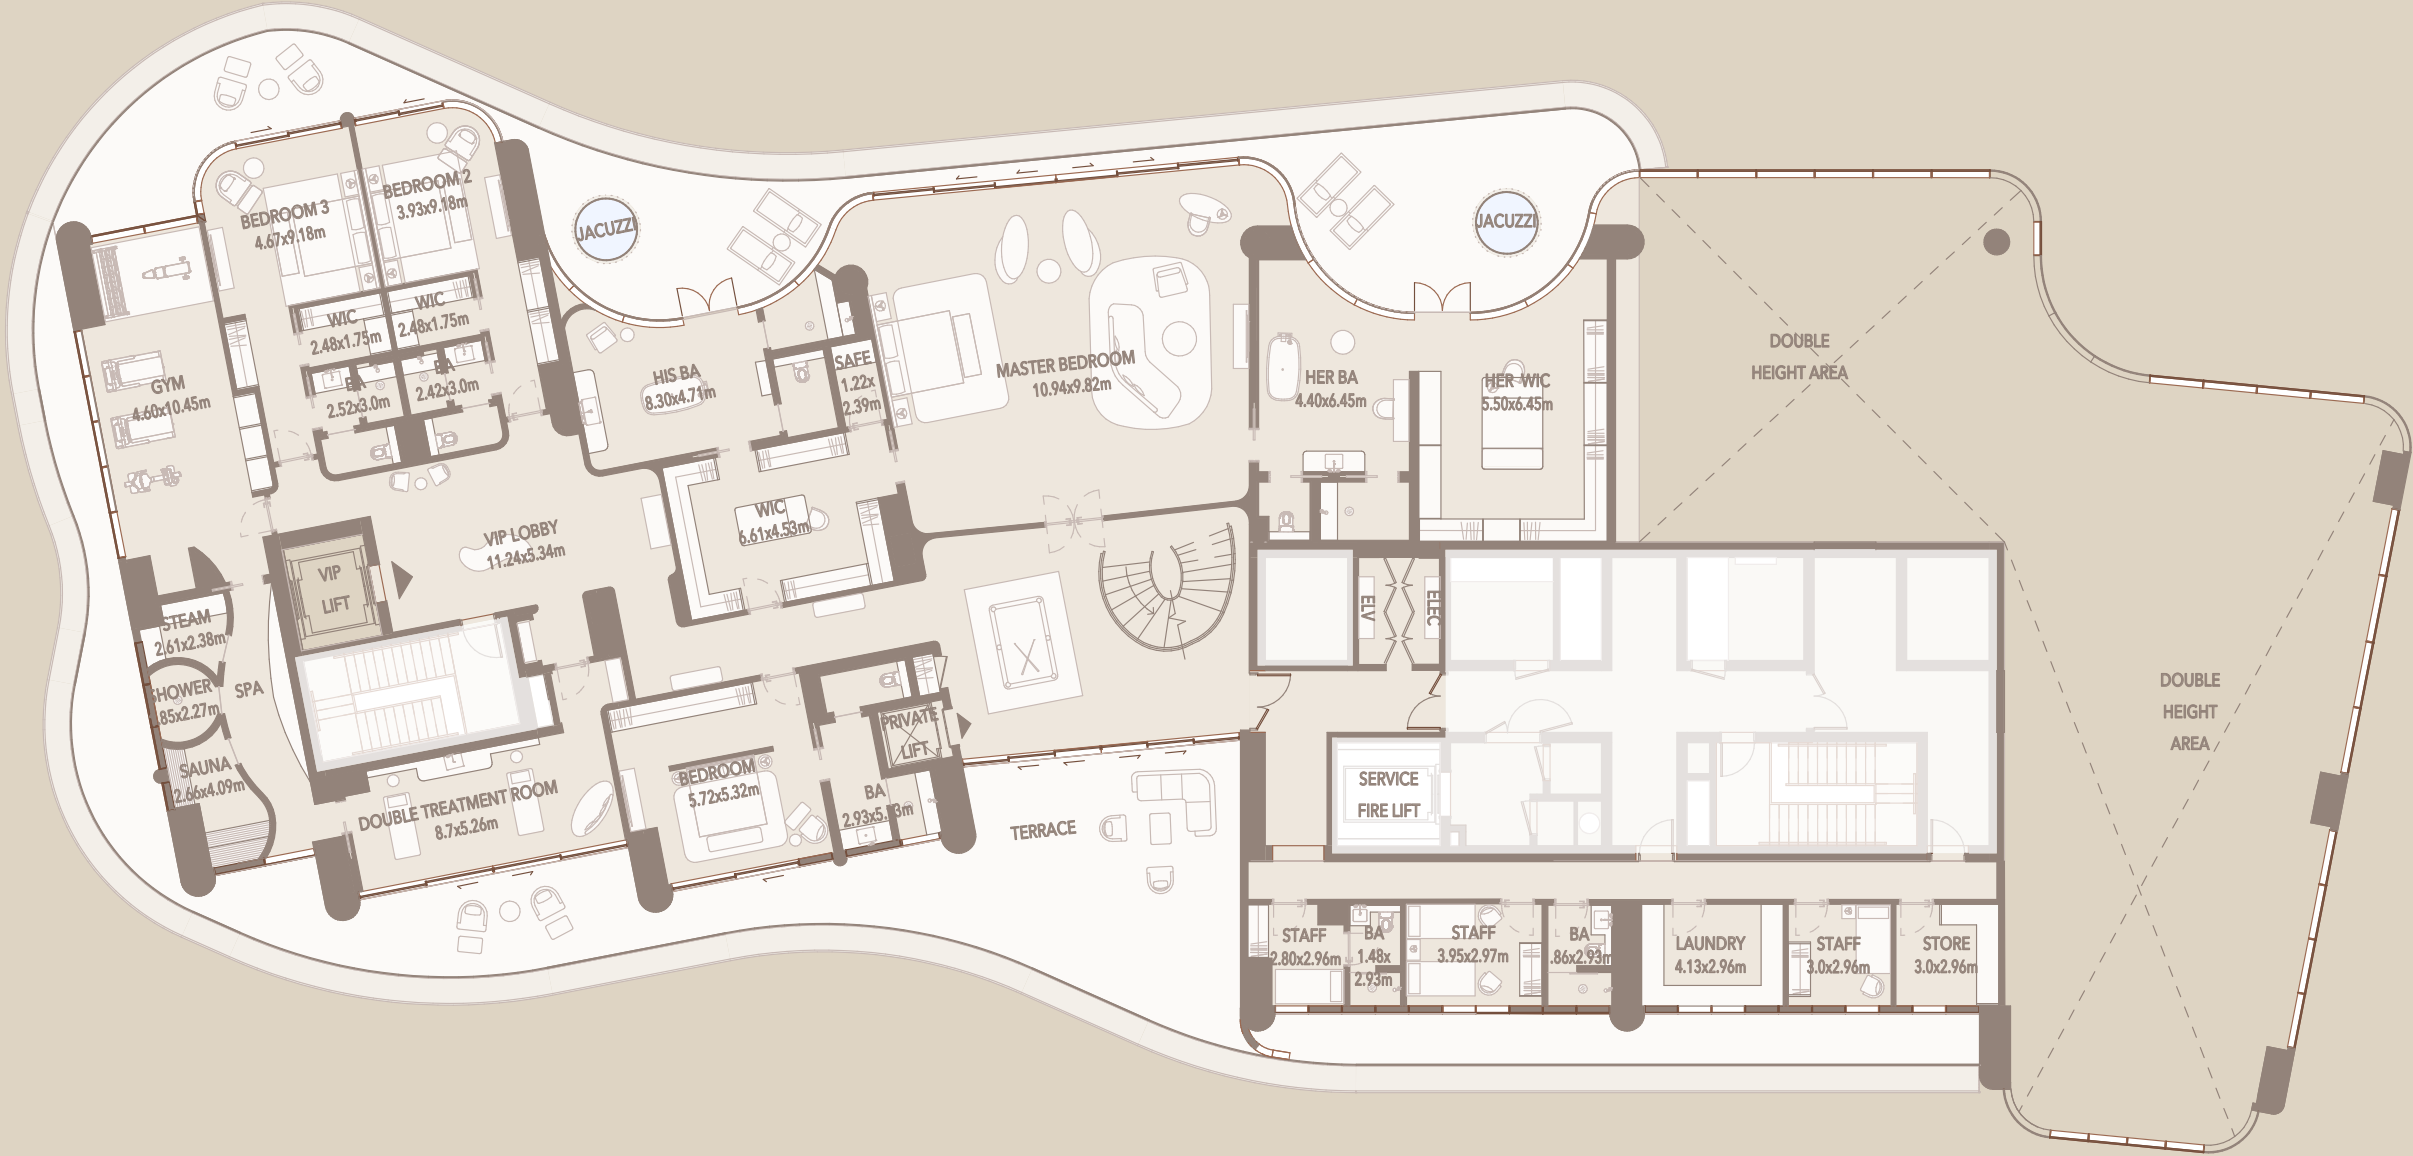 BEDROOM 2
3.93x9.18m
BEDROOM 3
4.67x9.18m
JACUZZI
JACUZZI
WIC
2.48x1.75m
WIC
2.48x1.75m
GYM
4.60x10.45m
BA
2.52x3.0m
BA
2.42x3.0m
HIS BA
8.30x4.71m
SAFE
1.22x
2.39m
MASTER BEDROOM
10.94x9.82m
HER BA
4.40x6.45m
HER WIC
5.50x6.45m
DOUBLE
HEIGHT AREA
VIP LOBBY
11.24x5.34m
WIC
6.61x4.53m
VIP
LIFT
STEAM
2.61x2.38m
SHOWER
.85x2.27m
SPA
SAUNA
2.66x4.09m
ELV
ELEC
DOUBLE
HEIGHT
AREA
PRIVATE
LIFT
BEDROOM
5.72x5.32m
BA
DOUBLE TREATMENT ROOM
8.7x5.26m
TERRACE
SERVICE
FIRE LIFT
STAFF
2.80x2.96m
BA
1.48x
2.93m
STAFF
3.95x2.97m
BA
.86x2.93m
LAUNDRY
4.13x2.96m
STAFF
3.0x2.96m
STORE
3.0x2.96m